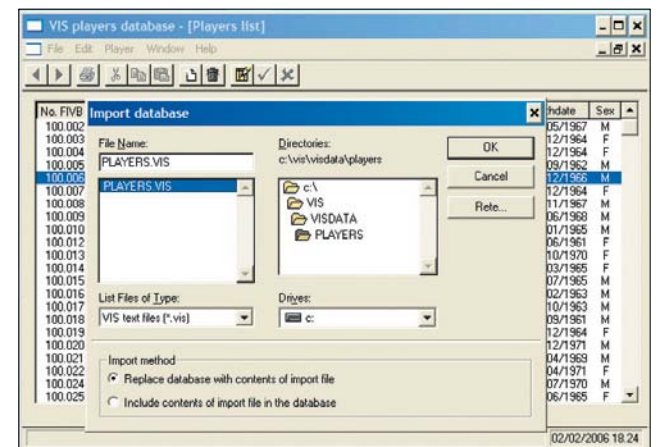 VIS players database - [Players list]
File Edit Player Window Help
No. FIVB
hdate
Sex
100.002
05/1967 M
100.003
12/1964 F
100.004
12/1964 F
100.005
09/1962 M
100.006
12/1966 M
100.007
12/1964 F
100.008
11/1967 M
100.009
06/1968 M
100.010
01/1965 M
100.012
06/1961 F
100.013
10/1970 F
100.014
03/1965 F
100.015
07/1965 M
100.016
02/1963 M
100.017
10/1963 M
100.018
09/1961 M
100.019
12/1964 F
100.020
12/1971 M
100.021
04/1969 M
100.022
04/1971 F
100.024
07/1970 M
100.025
06/1965 F
Import database
File Name:
PLAYERS.VIS
PLAYERS.VIS
Directories:
c:\vis\visdata\players
c:\
VIS
VISDATA
PLAYERS
OK
Cancel
Rete...
List Files of Type:
VIS text files (*.vis)
Drives:
c:
Import method
Replace database with contents of import file
Include contents of import file in the database
02/02/2006 18.24